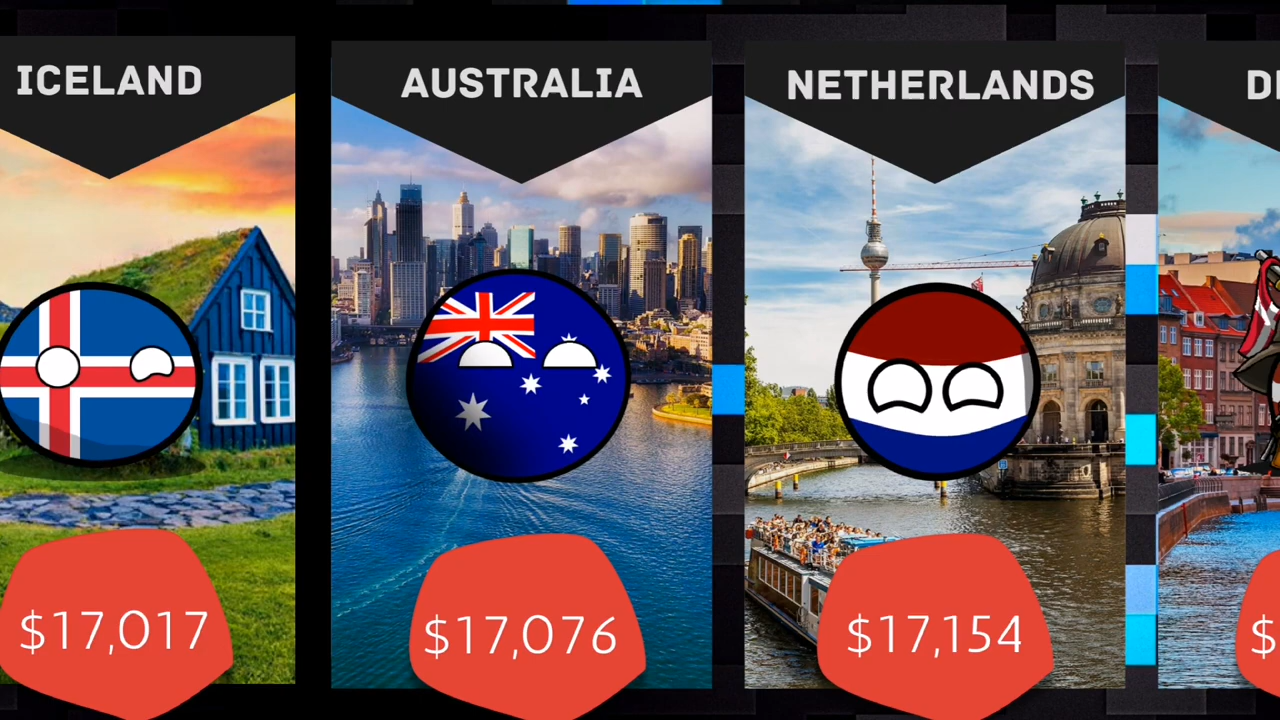 ICELAND
AUSTRALIA
NETHERLANDS
$17,017
$17,076
$17,154
$